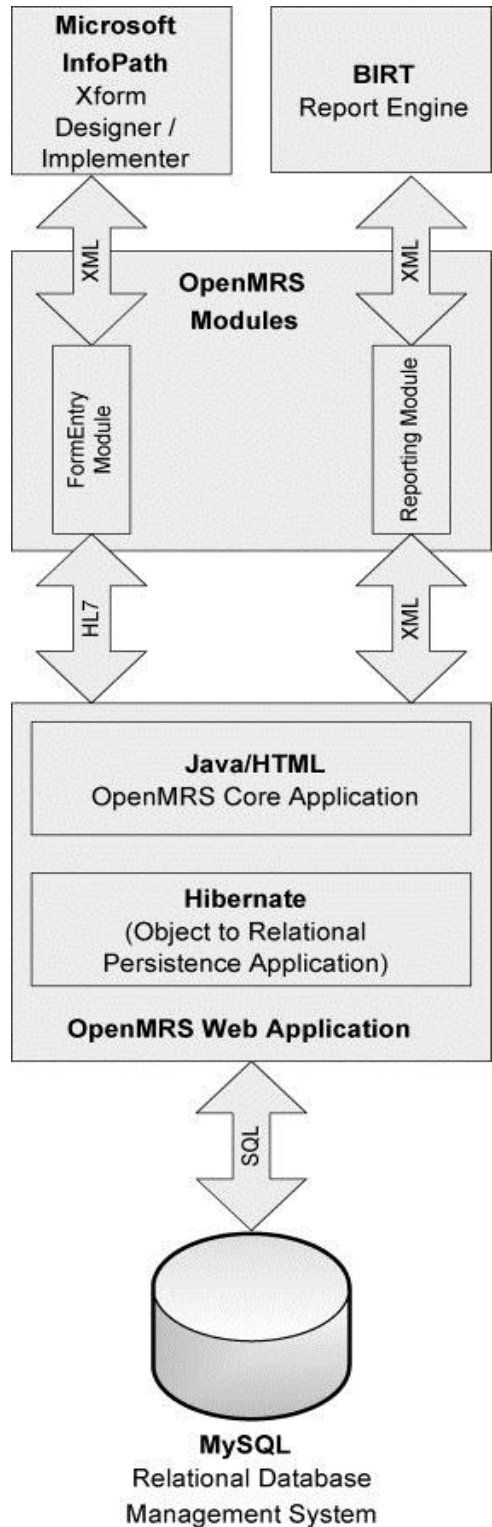 Microsoft
InfoPath
Xform
Designer /
Implementer
BIRT
Report Engine
XML
XML
OpenMRS
Modules
FormEntry
Module
Reporting Module
HL7
XML
Java/HTML
OpenMRS Core Application
Hibernate
(Object to Relational
Persistence Application)
OpenMRS Web Application
SQL
MySQL
Relational Database
Management System